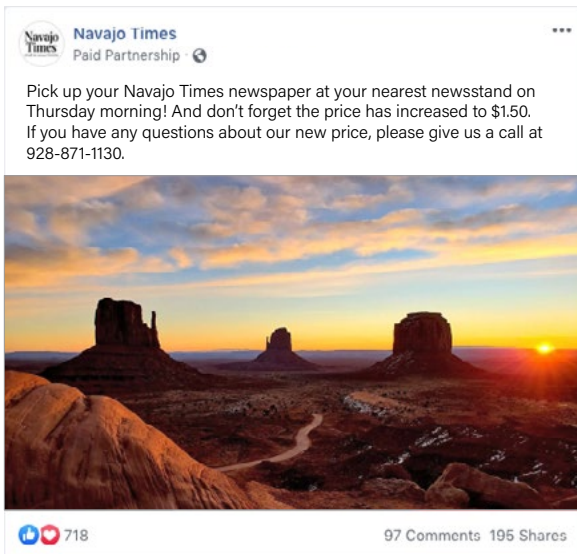 Navajo
Times
Navajo Times
Paid Partnership ·
Pick up your Navajo Times newspaper at your nearest newsstand on
Thursday morning! And don’t forget the price has increased to $1.50.
If you have any questions about our new price, please give us a call at
928-871-1130.
718
97 Comments 195 Shares